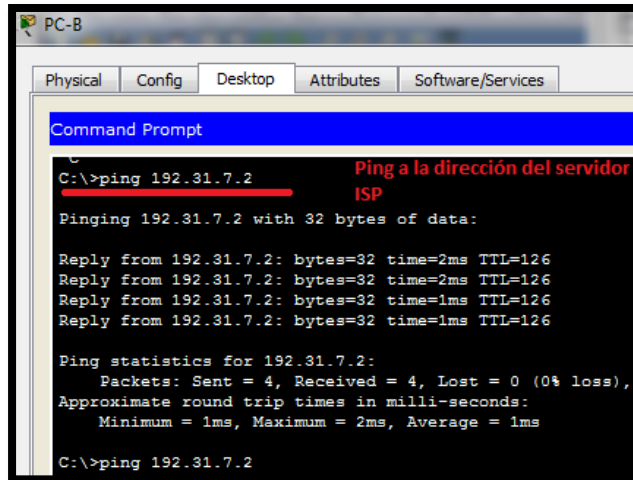 PC-B
Physical Config Desktop Attributes Software/Services
Command Prompt
^C
C:\>ping 192.31.7.2
Ping a la dirección del servidor
ISP
Pinging 192.31.7.2 with 32 bytes of data:
Reply from 192.31.7.2: bytes=32 time=2ms TTL=126
Reply from 192.31.7.2: bytes=32 time=2ms TTL=126
Reply from 192.31.7.2: bytes=32 time=1ms TTL=126
Reply from 192.31.7.2: bytes=32 time=1ms TTL=126
Ping statistics for 192.31.7.2:
Packets: Sent = 4, Received = 4, Lost = 0 (0% loss),
Approximate round trip times in milli-seconds:
Minimum = 1ms, Maximum = 2ms, Average = 1ms
C:\>ping 192.31.7.2